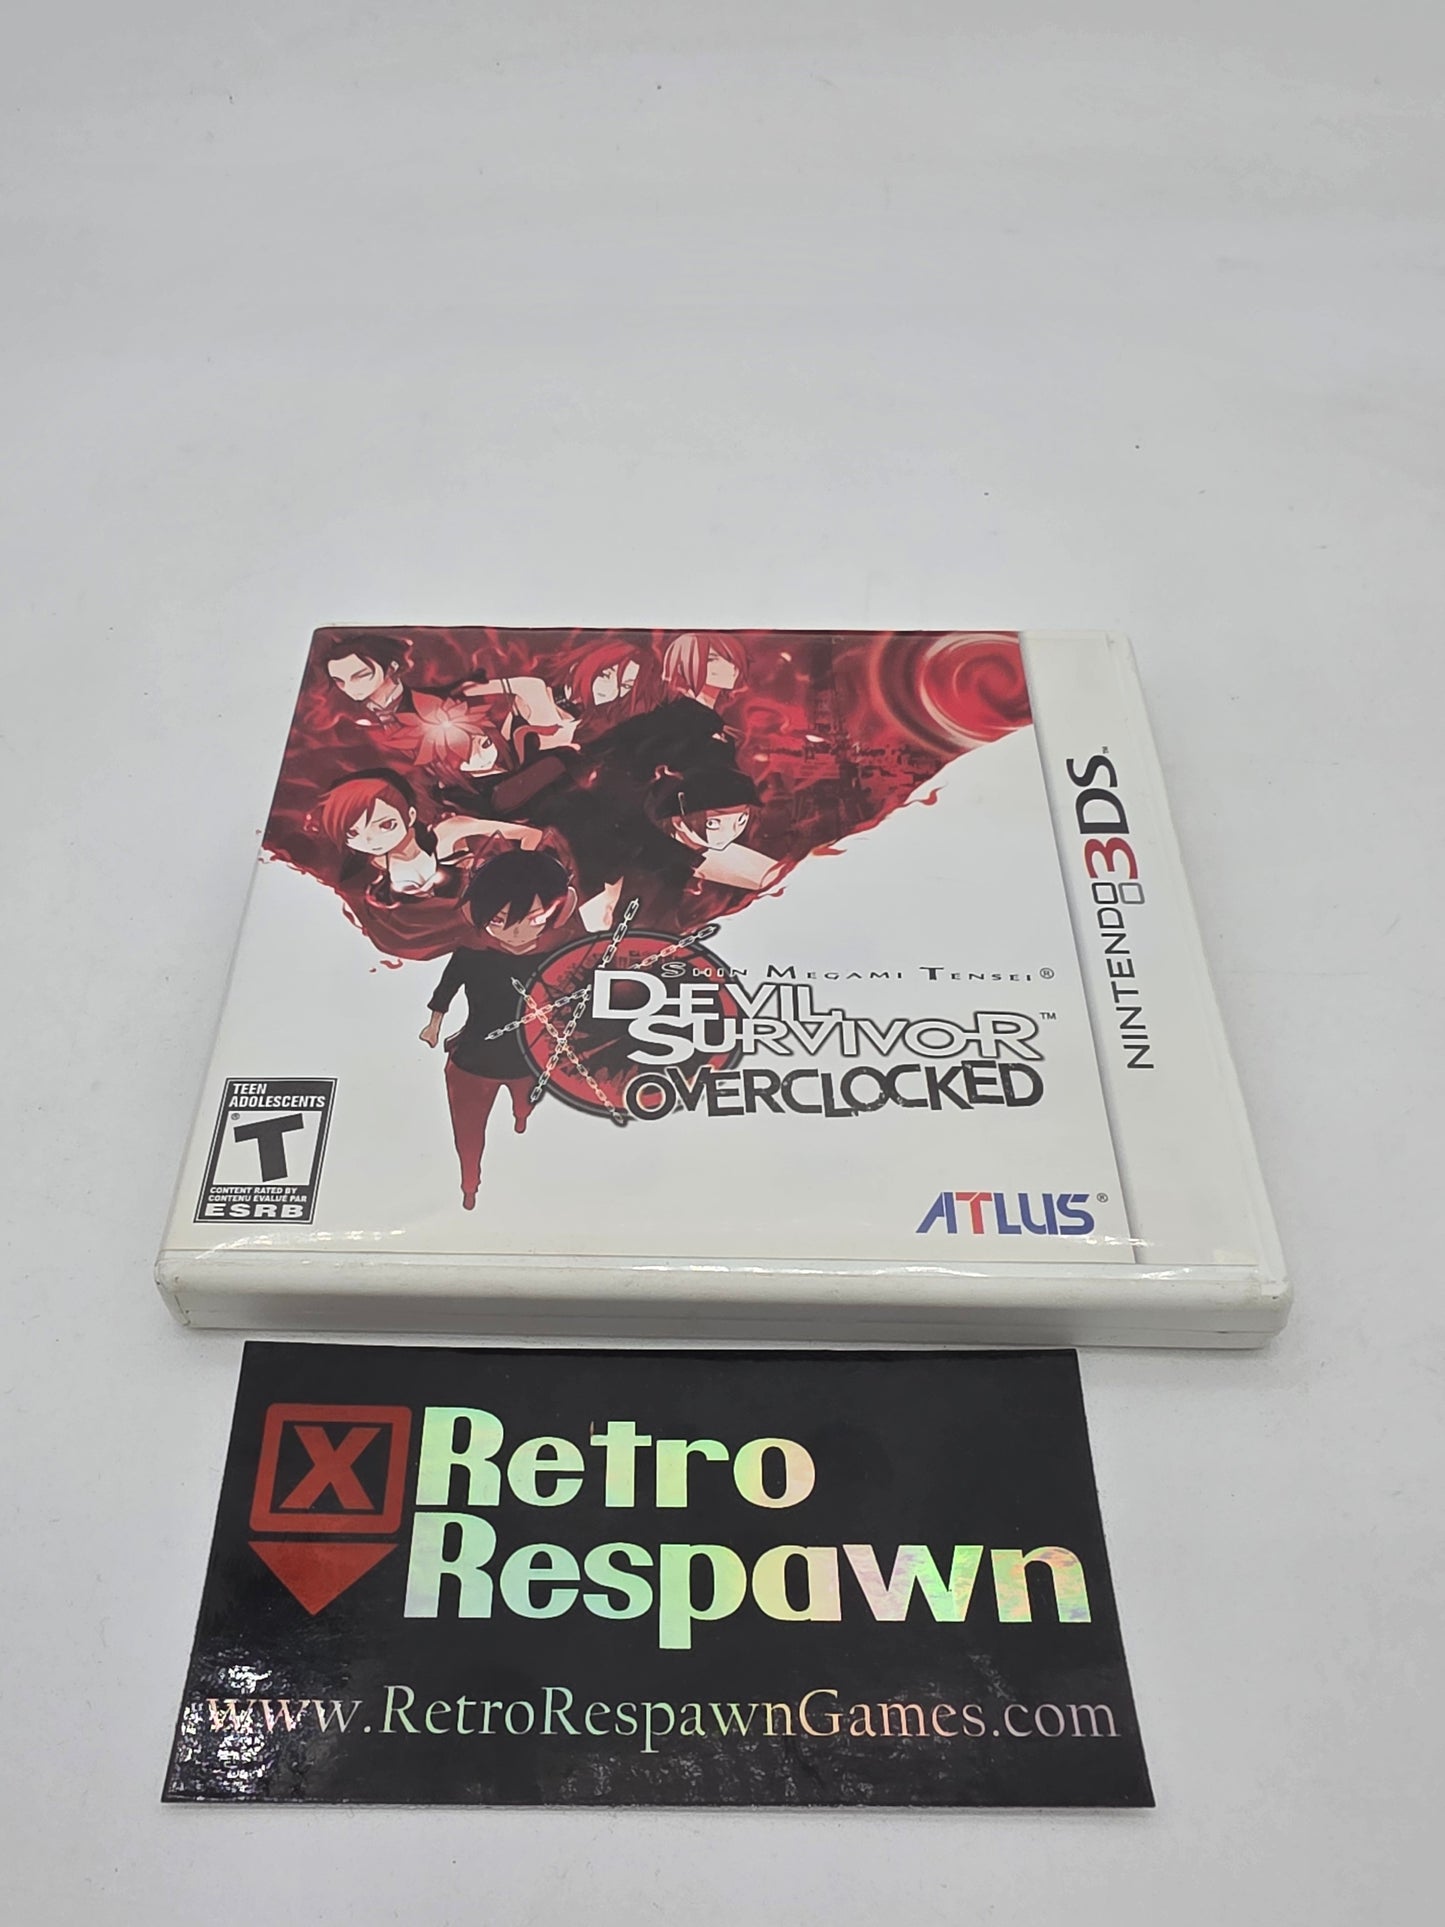 SHIN MEGAMI TENSEI®
DEVIL
SURVIVOR™
OVERCLOCKED
NINTENDO 3DS™
TEEN
ADOLESCENTS
® T
CONTENT RATED BY
CONTENU ÉVALUÉ PAR
ESRB
ATLUS®
X Retro
Respawn
www.RetroRespawnGames.com